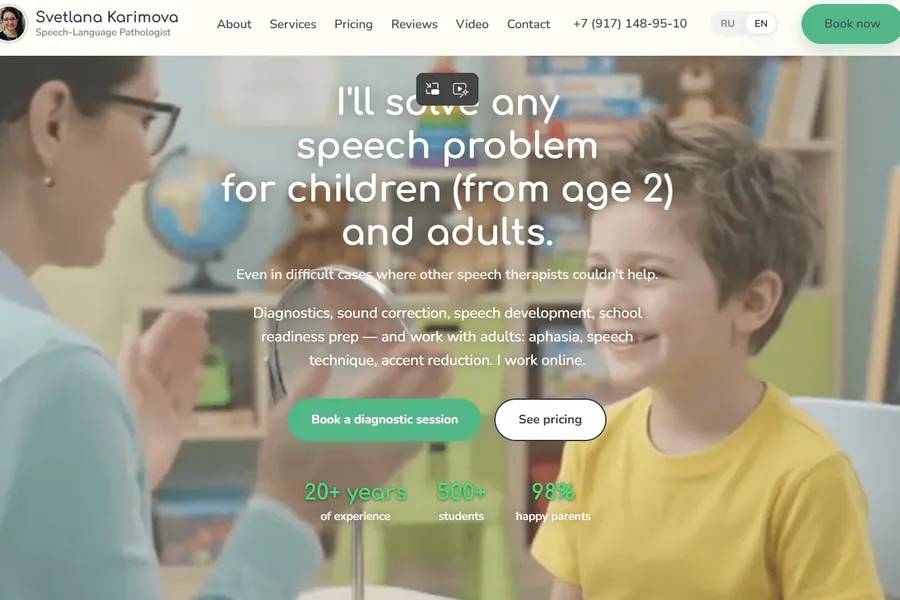 Svetlana Karimova
Speech-Language Pathologist
About Services Pricing Reviews Video Contact +7 (917) 148-95-10 RU EN Book now
I'll solve any
speech problem
for children (from age 2)
and adults.
Even in difficult cases where other speech therapists couldn't help.
Diagnostics, sound correction, speech development, school
readiness prep — and work with adults: aphasia, speech
technique, accent reduction. I work online.
Book a diagnostic session See pricing
20+ years 500+ 98%
of experience students happy parents